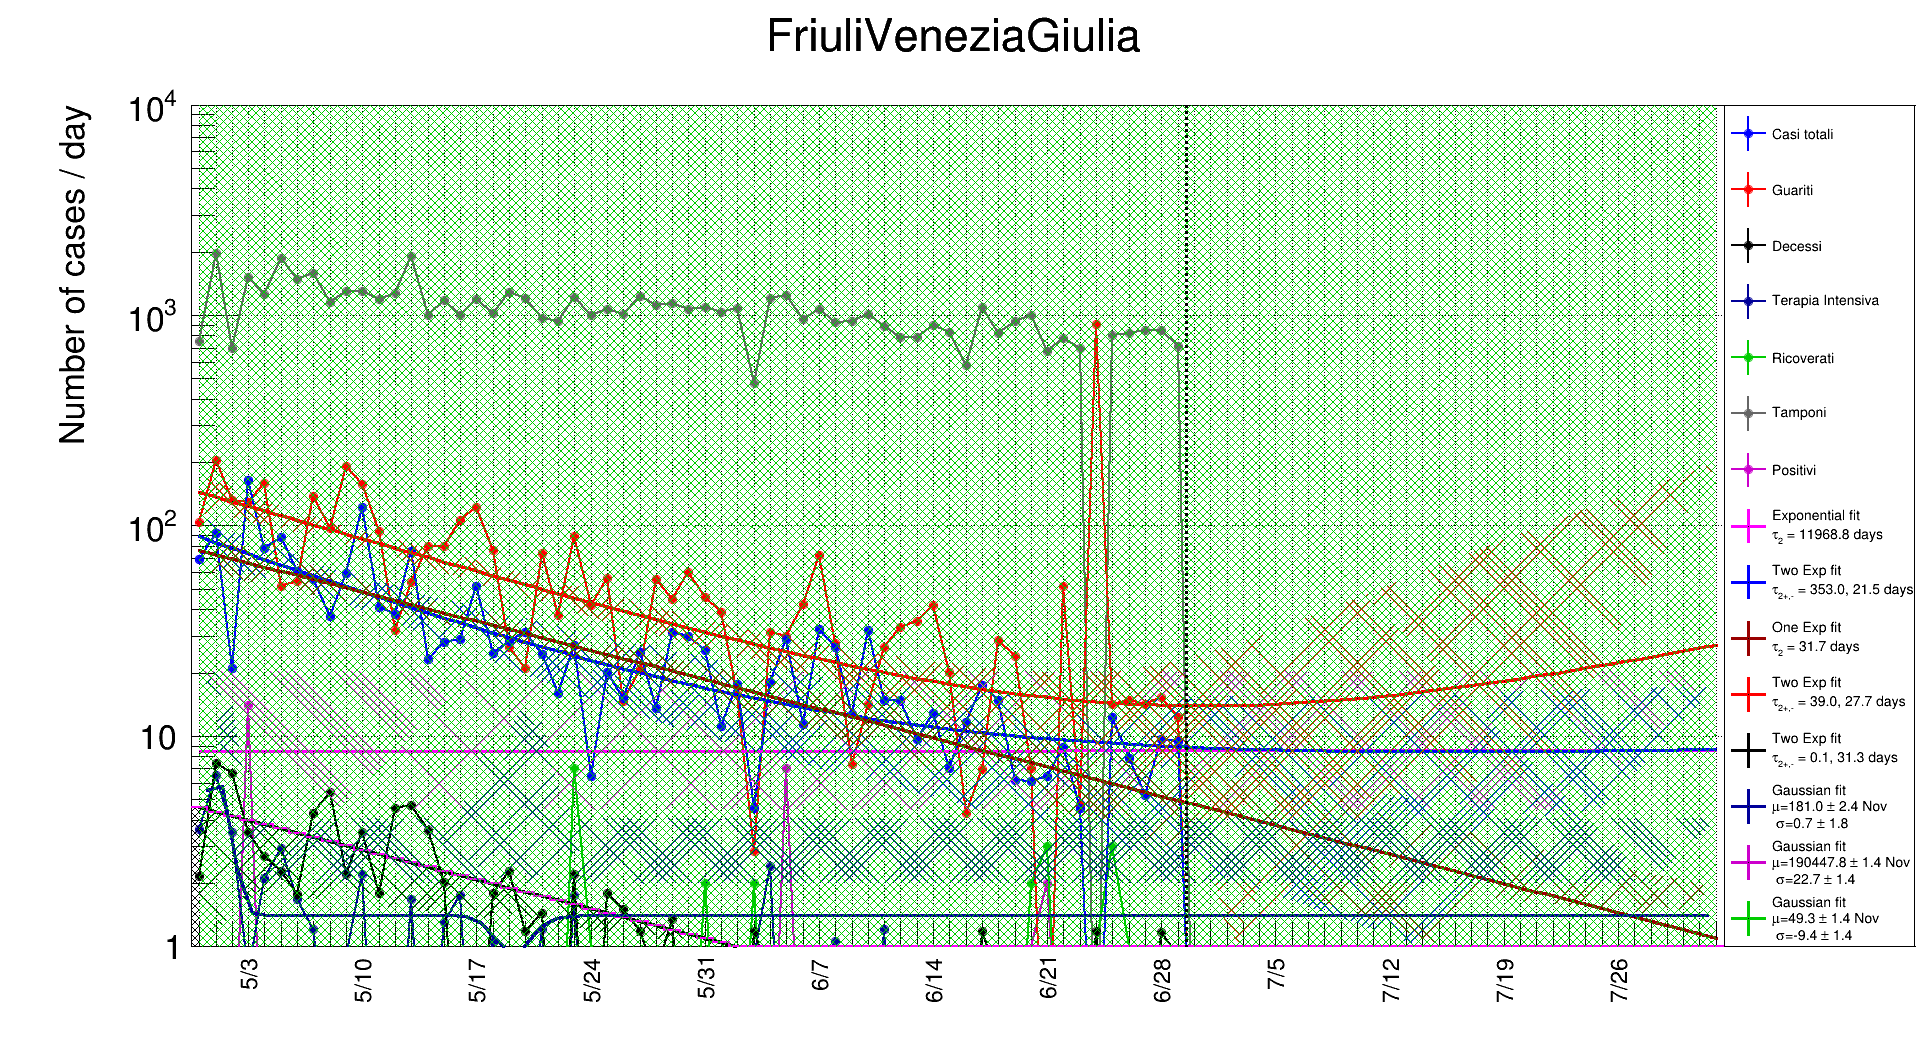 FriuliVeneziaGiulia
Number of cases / day
10⁴
10³
10²
10
1
5/3
5/10
5/17
5/24
5/31
6/7
6/14
6/21
6/28
7/5
7/12
7/19
7/26
Casi totali
Guariti
Decessi
Terapia Intensiva
Ricoverati
Tamponi
Positivi
Exponential fit
τ₂ = 11968.8 days
Two Exp fit
τ₂₊,₋ = 353.0, 21.5 days
One Exp fit
τ₂ = 31.7 days
Two Exp fit
τ₂₊,₋ = 39.0, 27.7 days
Two Exp fit
τ₂₊,₋ = 0.1, 31.3 days
Gaussian fit
μ=181.0 ± 2.4 Nov
σ=0.7 ± 1.8
Gaussian fit
μ=190447.8 ± 1.4 Nov
σ=22.7 ± 1.4
Gaussian fit
μ=49.3 ± 1.4 Nov
σ=-9.4 ± 1.4